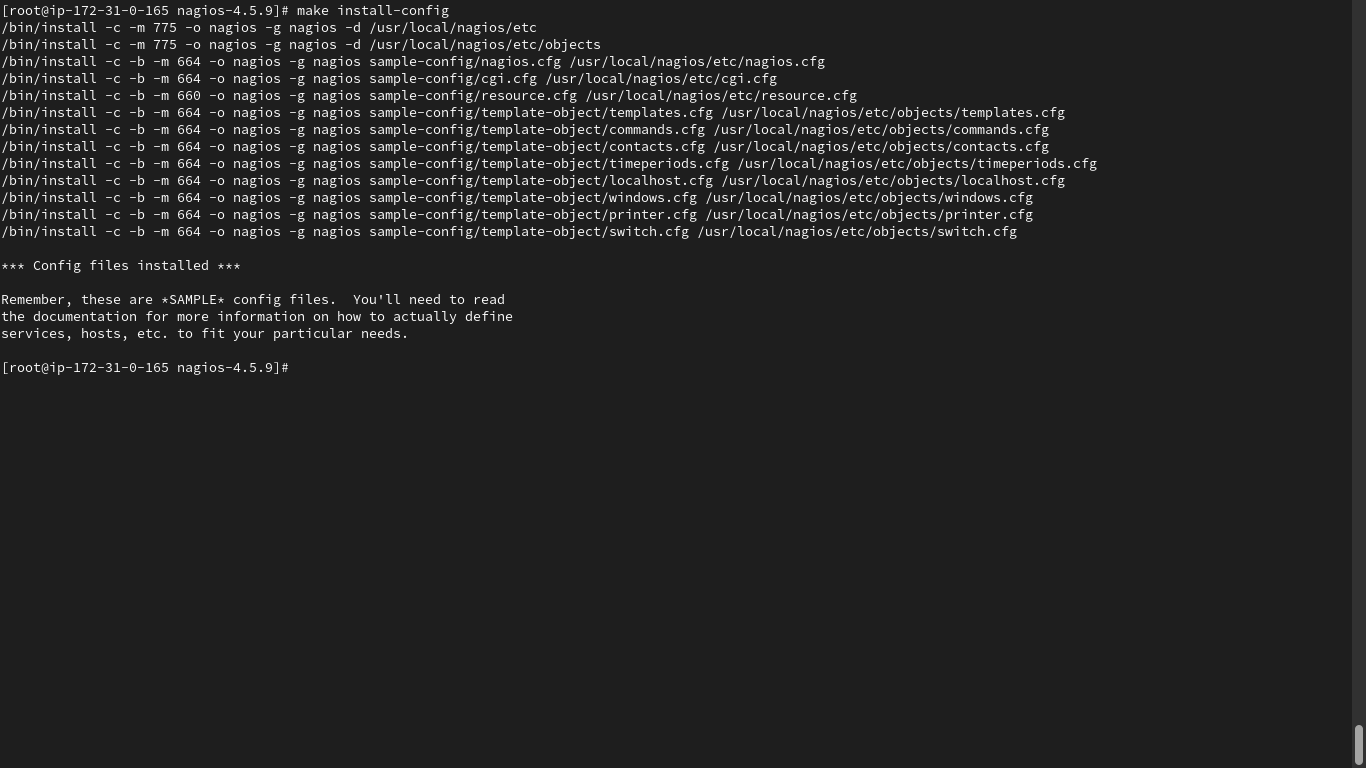 [root@ip-172-31-0-165 nagios-4.5.9]# make install-config
/bin/install -c -m 775 -o nagios -g nagios -d /usr/local/nagios/etc
/bin/install -c -m 775 -o nagios -g nagios -d /usr/local/nagios/etc/objects
/bin/install -c -b -m 664 -o nagios -g nagios sample-config/nagios.cfg /usr/local/nagios/etc/nagios.cfg
/bin/install -c -b -m 664 -o nagios -g nagios sample-config/cgi.cfg /usr/local/nagios/etc/cgi.cfg
/bin/install -c -b -m 660 -o nagios -g nagios sample-config/resource.cfg /usr/local/nagios/etc/resource.cfg
/bin/install -c -b -m 664 -o nagios -g nagios sample-config/template-object/templates.cfg /usr/local/nagios/etc/objects/templates.cfg
/bin/install -c -b -m 664 -o nagios -g nagios sample-config/template-object/commands.cfg /usr/local/nagios/etc/objects/commands.cfg
/bin/install -c -b -m 664 -o nagios -g nagios sample-config/template-object/contacts.cfg /usr/local/nagios/etc/objects/contacts.cfg
/bin/install -c -b -m 664 -o nagios -g nagios sample-config/template-object/timeperiods.cfg /usr/local/nagios/etc/objects/timeperiods.cfg
/bin/install -c -b -m 664 -o nagios -g nagios sample-config/template-object/localhost.cfg /usr/local/nagios/etc/objects/localhost.cfg
/bin/install -c -b -m 664 -o nagios -g nagios sample-config/template-object/windows.cfg /usr/local/nagios/etc/objects/windows.cfg
/bin/install -c -b -m 664 -o nagios -g nagios sample-config/template-object/printer.cfg /usr/local/nagios/etc/objects/printer.cfg
/bin/install -c -b -m 664 -o nagios -g nagios sample-config/template-object/switch.cfg /usr/local/nagios/etc/objects/switch.cfg

*** Config files installed ***

Remember, these are *SAMPLE* config files.  You'll need to read
the documentation for more information on how to actually define
services, hosts, etc. to fit your particular needs.

[root@ip-172-31-0-165 nagios-4.5.9]#